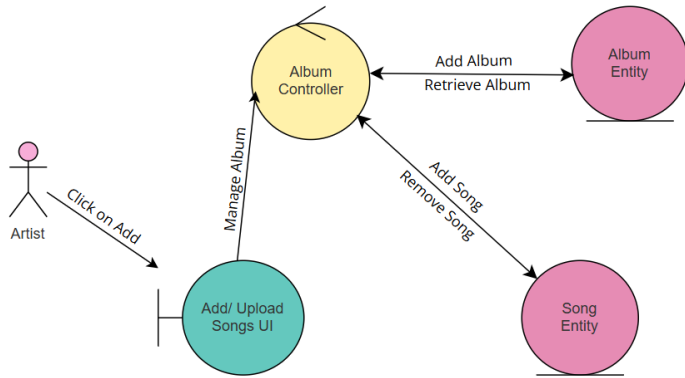 Album
Controller
Add Album
Retrieve Album
Album
Entity
Manage Album
Add Song
Remove Song
Click on Add
Artist
Add/ Upload
Songs UI
Song
Entity